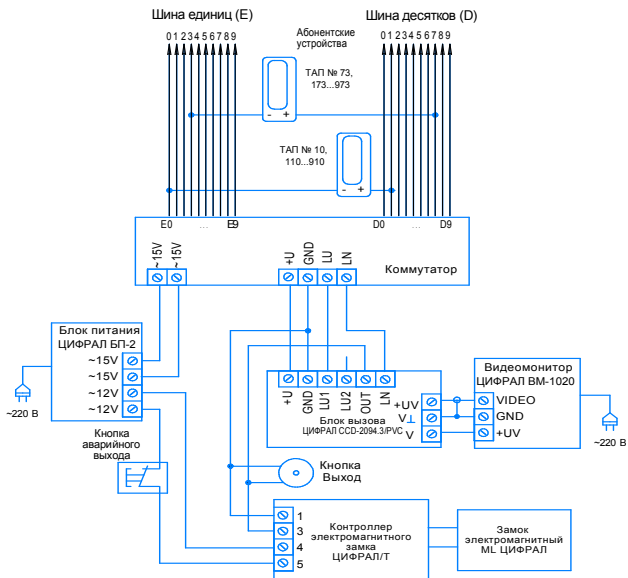 Шина единиц (Е)
Шина десятков (D)
0 1 2 3 4 5 6 7 8 9
Абонентские
устройства
0 1 2 3 4 5 6 7 8 9
ТАП № 73,
173...973
- +
ТАП № 10,
110...910
- +
E0 ... E9
D0 ... D9
~15V
~15V
+U
GND
LU
LN
Коммутатор
Блок питания
ЦИФРАЛ БП-2
~15V
~15V
~12V
~12V
~220 В
+U
GND
LU1
LU2
OUT
LN
+UV
V⊥
V
Блок вызова
ЦИФРАЛ CCD-2094.3/PVC
Видеомонитор
ЦИФРАЛ ВМ-1020
VIDEO
GND
+UV
~220 В
Кнопка
аварийного
выхода
Кнопка
Выход
1
3
4
5
Контроллер
электромагнитного
замка
ЦИФРАЛ/Т
Замок
электромагнитный
ML ЦИФРАЛ